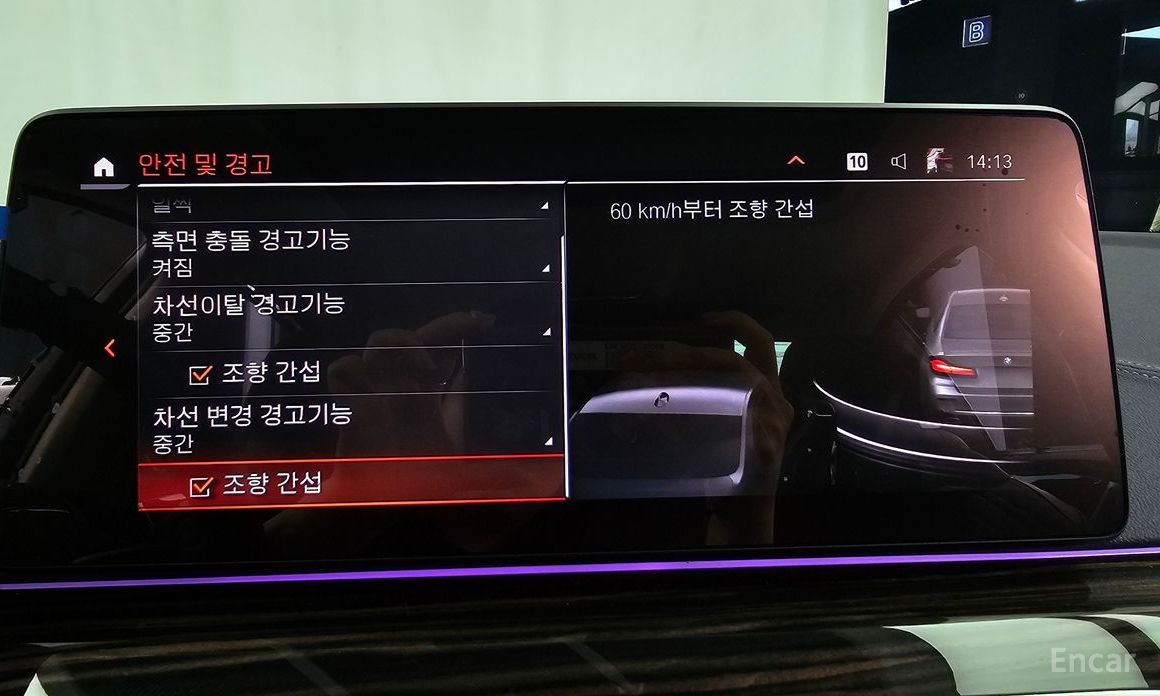 B
안전 및 경고
10
14:13
일찍
측면 충돌 경고기능
켜짐
차선이탈 경고기능
중간
조향 간섭
차선 변경 경고기능
중간
조향 간섭
60 km/h부터 조향 간섭
Encar